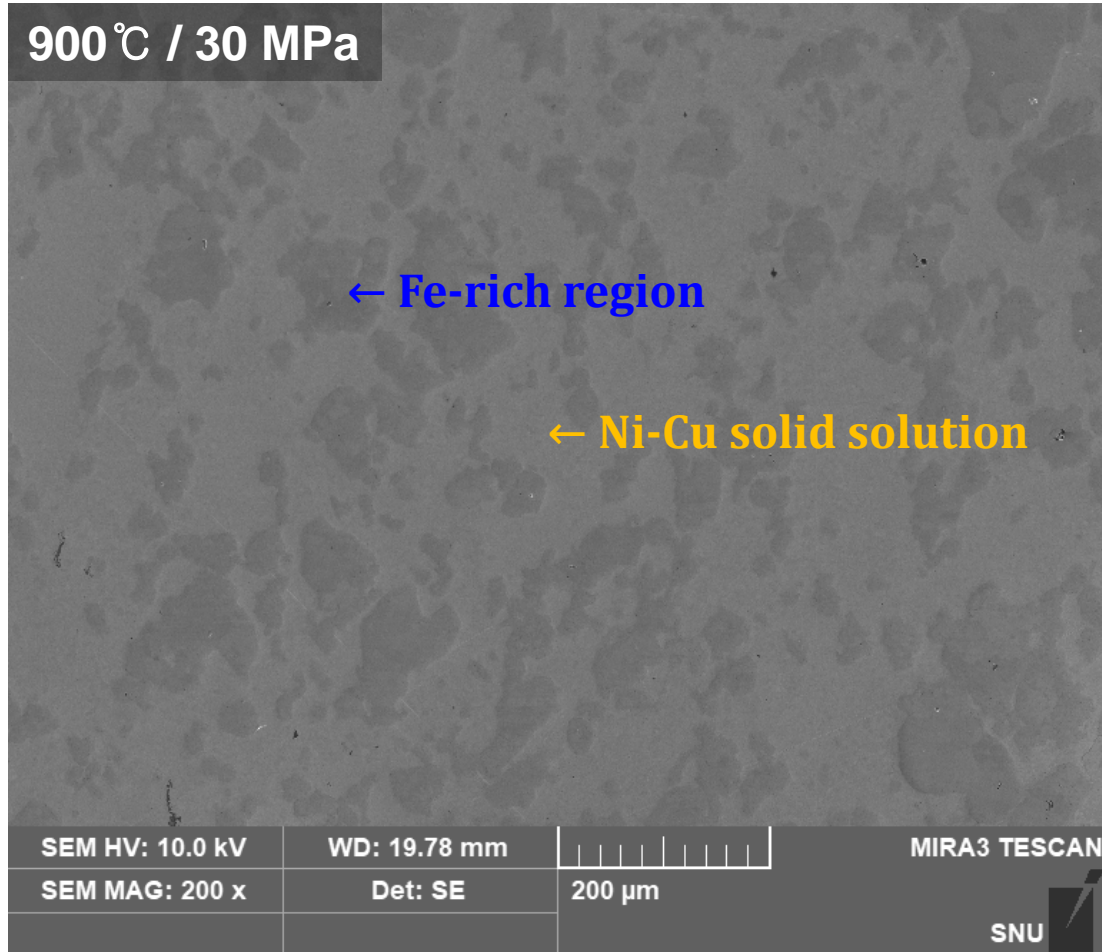 900℃ / 30 MPa
← Fe-rich region
← Ni-Cu solid solution
SEM HV: 10.0 kV
WD: 19.78 mm
MIRA3 TESCAN
SEM MAG: 200 x
Det: SE
200 µm
SNU